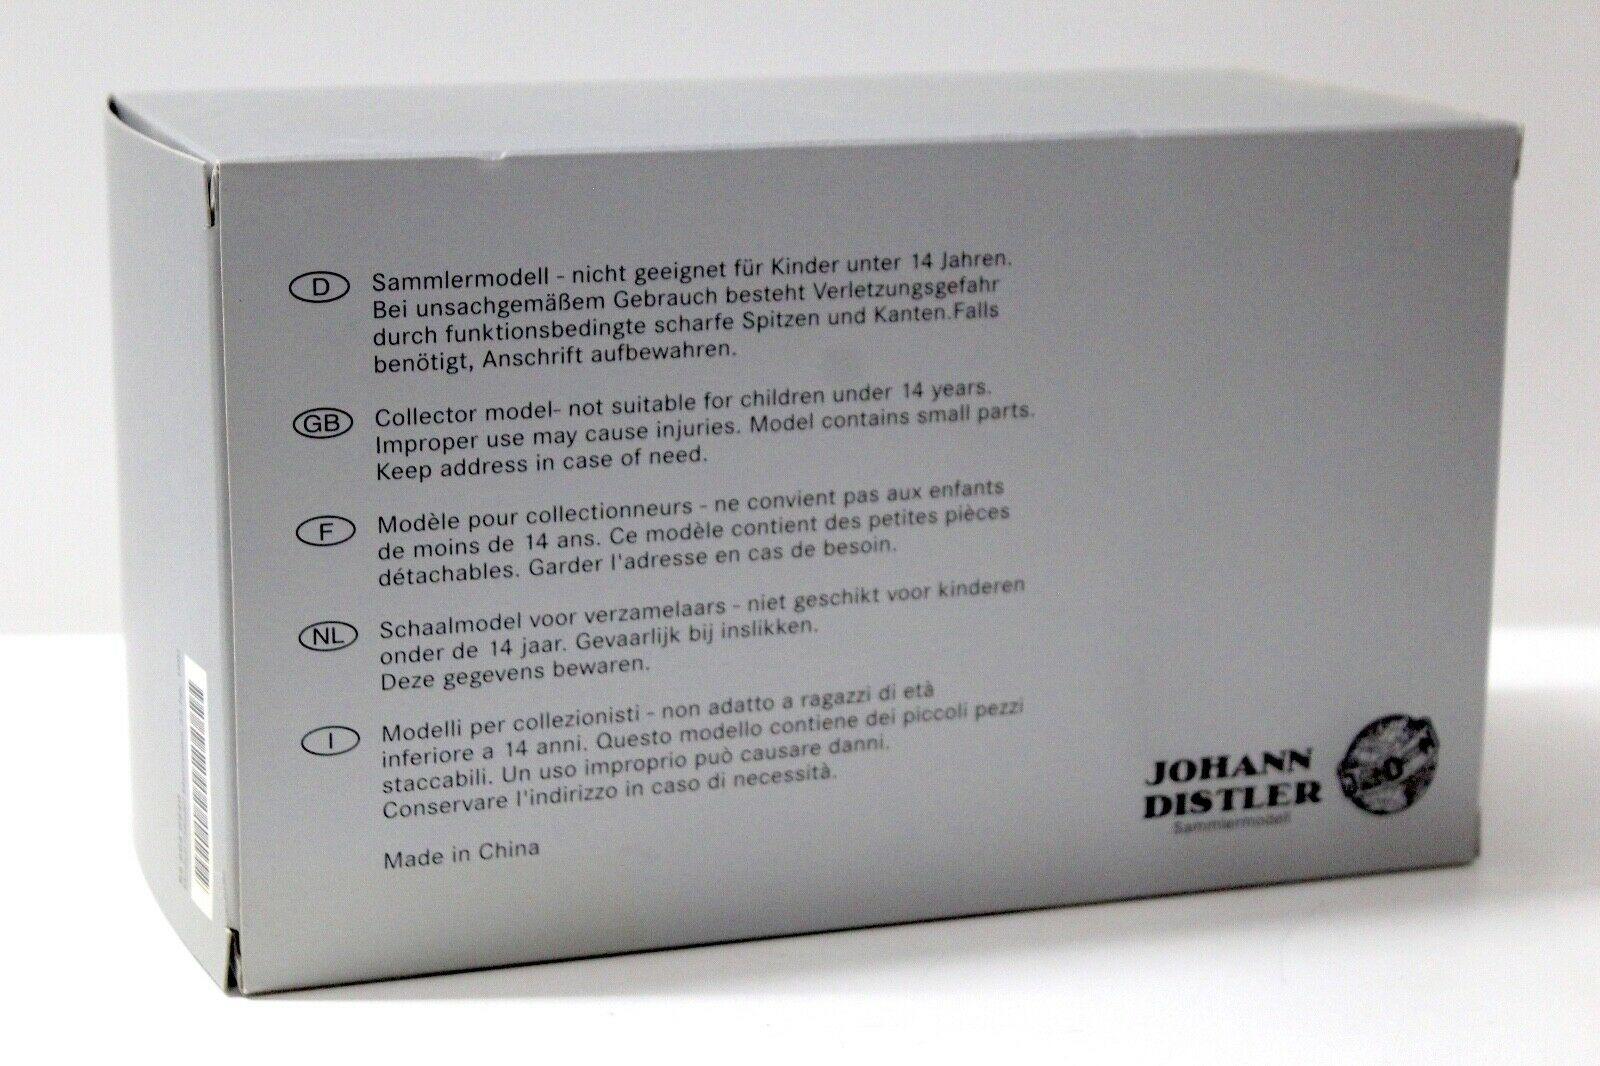 D Sammlermodell - nicht geeignet für Kinder unter 14 Jahren.
Bei unsachgemäßem Gebrauch besteht Verletzungsgefahr
durch funktionsbedingte scharfe Spitzen und Kanten.Falls
benötigt, Anschrift aufbewahren.
GB Collector model- not suitable for children under 14 years.
Improper use may cause injuries. Model contains small parts.
Keep address in case of need.
F Modèle pour collectionneurs - ne convient pas aux enfants
de moins de 14 ans. Ce modèle contient des petites pièces
détachables. Garder l'adresse en cas de besoin.
NL Schaalmodel voor verzamelaars - niet geschikt voor kinderen
onder de 14 jaar. Gevaarlijk bij inslikken.
Deze gegevens bewaren.
I Modelli per collezionisti - non adatto a ragazzi di età
inferiore a 14 anni. Questo modello contiene dei piccoli pezzi
staccabili. Un uso improprio può causare danni.
Conservare l'indirizzo in caso di necessità.
Made in China
JOHANN
DISTLER
Sammlermodell